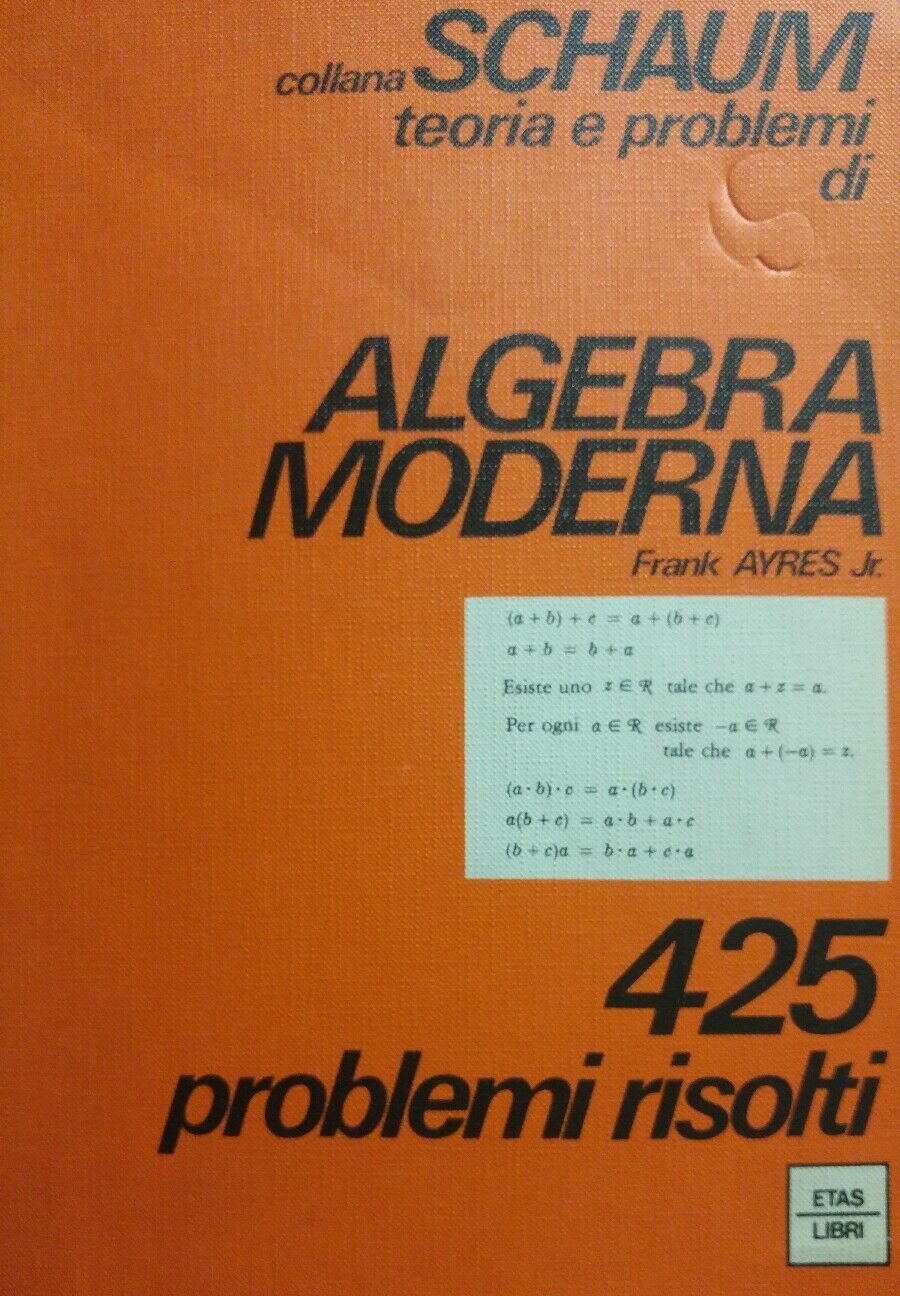 collana SCHAUM
teoria e problemi
di
ALGEBRA
MODERNA
Frank AYRES Jr.
(a + b) + c = a + (b + c)
a + b = b + a
Esiste uno z ∈ ℛ tale che a + z = a.
Per ogni a ∈ ℛ esiste −a ∈ ℛ
tale che a + (−a) = z.
(a · b) · c = a · (b · c)
a(b + c) = a · b + a · c
(b + c)a = b · a + c · a
425
problemi risolti
ETAS
LIBRI